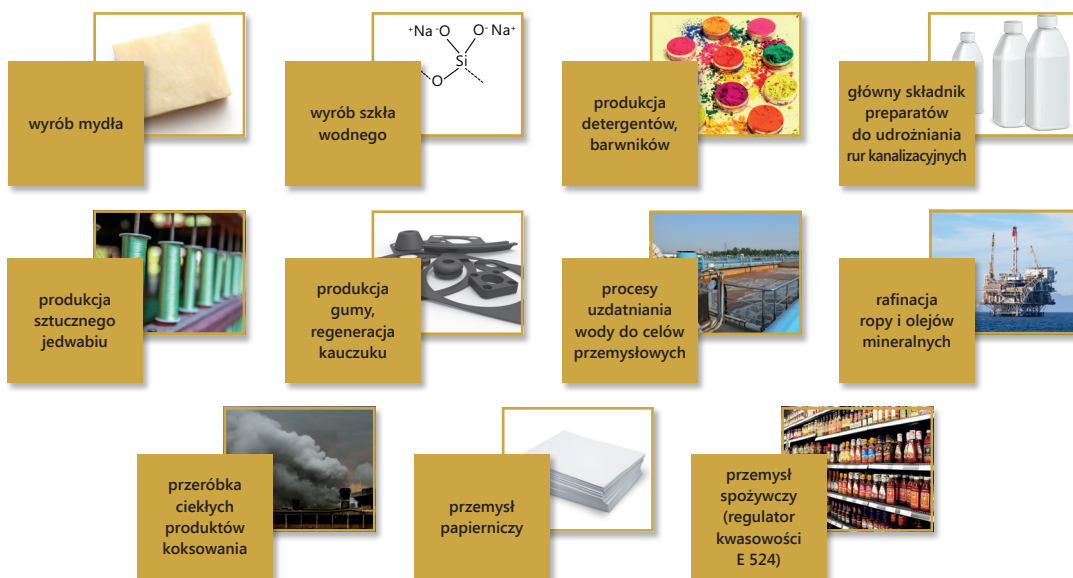 wyrób mydła
⁺Na ⁻O O⁻ Na⁺
Si
O
wyrób szkła
wodnego
produkcja
detergentów,
barwników
główny składnik
preparatów
do udrożniania
rur kanalizacyjnych
produkcja
sztucznego
jedwabiu
produkcja
gumy,
regeneracja
kauczuku
procesy
uzdatniania
wody do celów
przemysłowych
rafinacja
ropy i olejów
mineralnych
przeróbka
ciekłych
produktów
koksowania
przemysł
papierniczy
przemysł
spożywczy
(regulator
kwasowości
E 524)